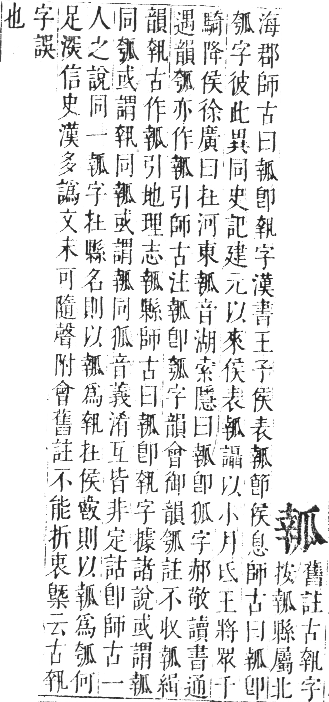 瓡
舊註古執字
按瓡縣屬北
海郡師古曰瓡卽執字漢書王子侯表瓡節侯息師古曰瓡卽
瓠字彼此異同史記建元以來侯表瓡讘以小月氏王將眾千
騎降侯徐廣曰在河東瓡音湖索隱曰瓡卽狐字郝敬讀書通
遇韻瓠亦作瓡引師古注瓡卽瓠字韻會御韻瓠註不收瓡緝
韻執古作瓡引地理志瓡縣師古曰瓡卽執字據諸說或謂瓡
同瓠或謂執同瓡或謂瓡同狐音義淆互皆非定詁卽師古一
人之說同一瓡字在縣名則以瓡爲執在侯則以瓡爲瓠何
足信史漢多譌文未可隨聲附會舊註不能折衷槩云古執
字誤
也